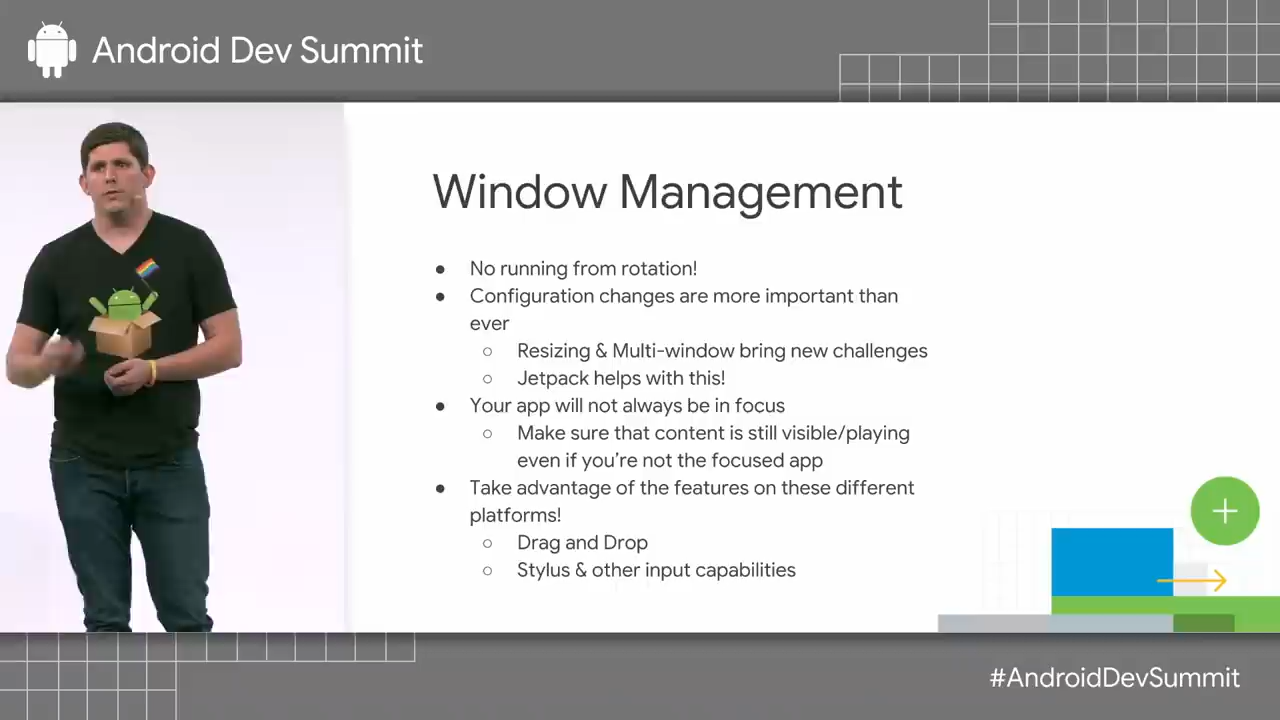 Android Dev Summit
Window Management
● No running from rotation!
● Configuration changes are more important than
ever
○ Resizing & Multi-window bring new challenges
○ Jetpack helps with this!
● Your app will not always be in focus
○ Make sure that content is still visible/playing
even if you're not the focused app
● Take advantage of the features on these different
platforms!
○ Drag and Drop
○ Stylus & other input capabilities
#AndroidDevSummit